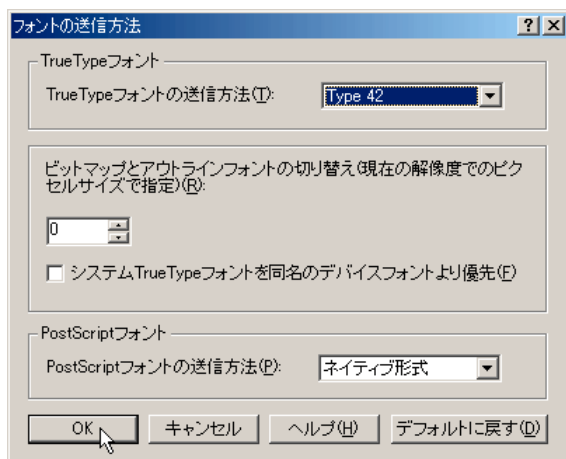 フォントの送信方法
TrueTypeフォント
TrueTypeフォントの送信方法(T):
Type 42
ビットマップとアウトラインフォントの切り替え(現在の解像度でのピク
セルサイズで指定)(R):
0
システムTrueTypeフォントを同名のデバイスフォントより優先(F)
PostScriptフォント
PostScriptフォントの送信方法(P):
ネイティブ形式
OK
キャンセル
ヘルプ(H)
デフォルトに戻す(D)